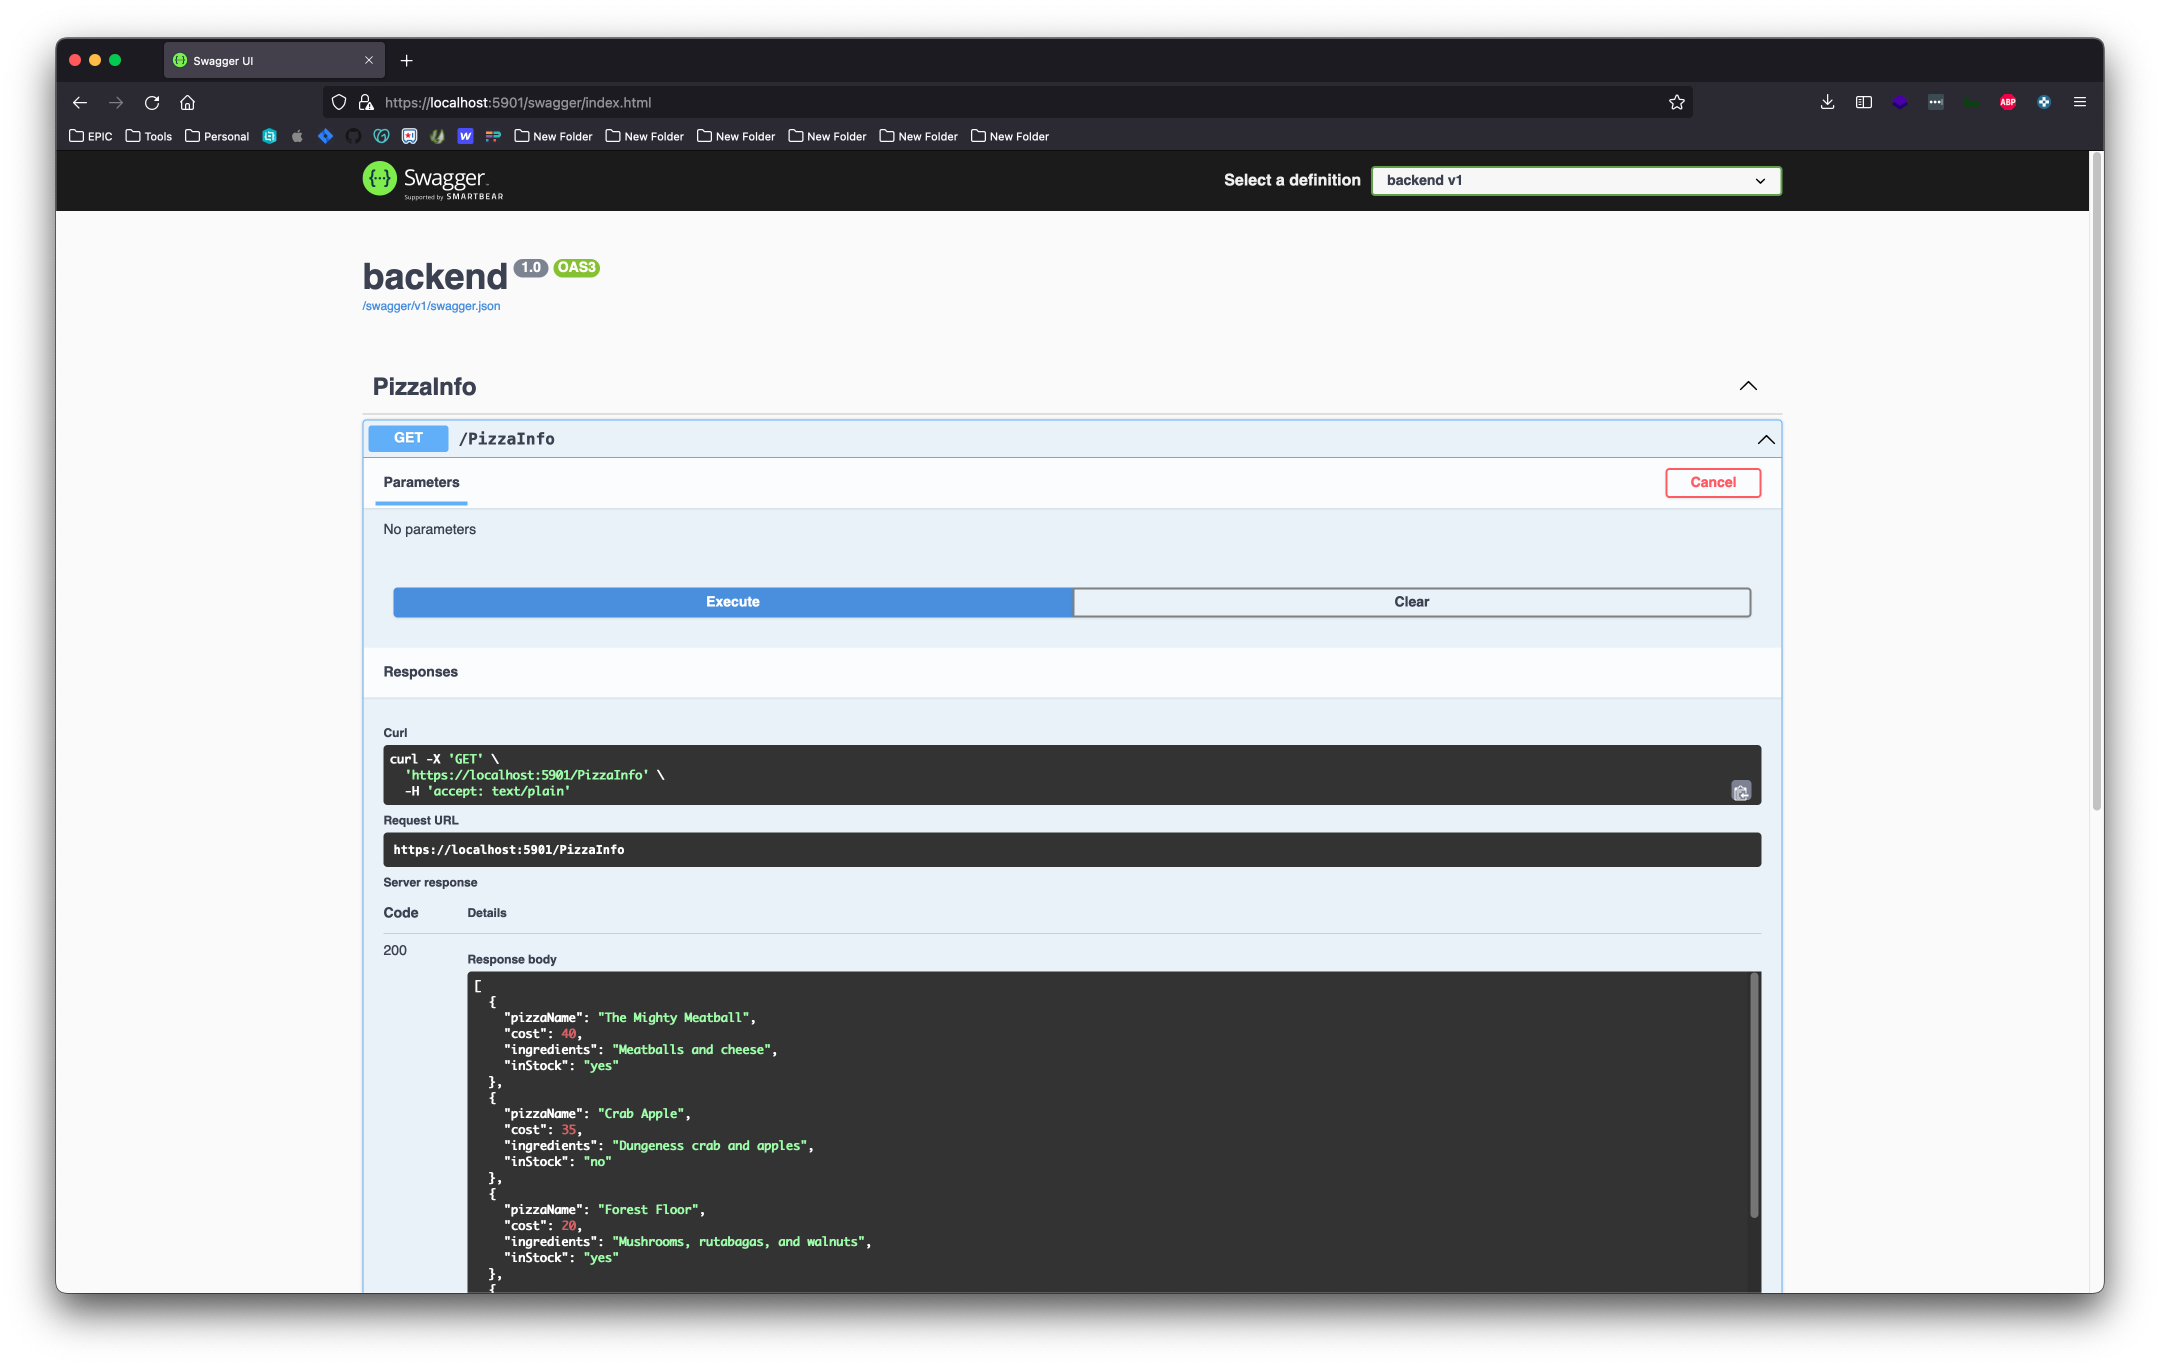 Swagger UI
https://localhost:5901/swagger/index.html
ABP
EPIC Tools Personal W New Folder New Folder New Folder New Folder New Folder New Folder
{···} Swagger
Supported by SMARTBEAR
Select a definition backend v1
backend 1.0 OAS3
/swagger/v1/swagger.json
PizzaInfo
GET /PizzaInfo
Parameters Cancel
No parameters
Execute Clear
Responses
Curl
curl -X 'GET' \
  'https://localhost:5901/PizzaInfo' \
  -H 'accept: text/plain'
Request URL
https://localhost:5901/PizzaInfo
Server response
Code Details
200
Response body
[
  {
    "pizzaName": "The Mighty Meatball",
    "cost": 40,
    "ingredients": "Meatballs and cheese",
    "inStock": "yes"
  },
  {
    "pizzaName": "Crab Apple",
    "cost": 35,
    "ingredients": "Dungeness crab and apples",
    "inStock": "no"
  },
  {
    "pizzaName": "Forest Floor",
    "cost": 20,
    "ingredients": "Mushrooms, rutabagas, and walnuts",
    "inStock": "yes"
  },
  {